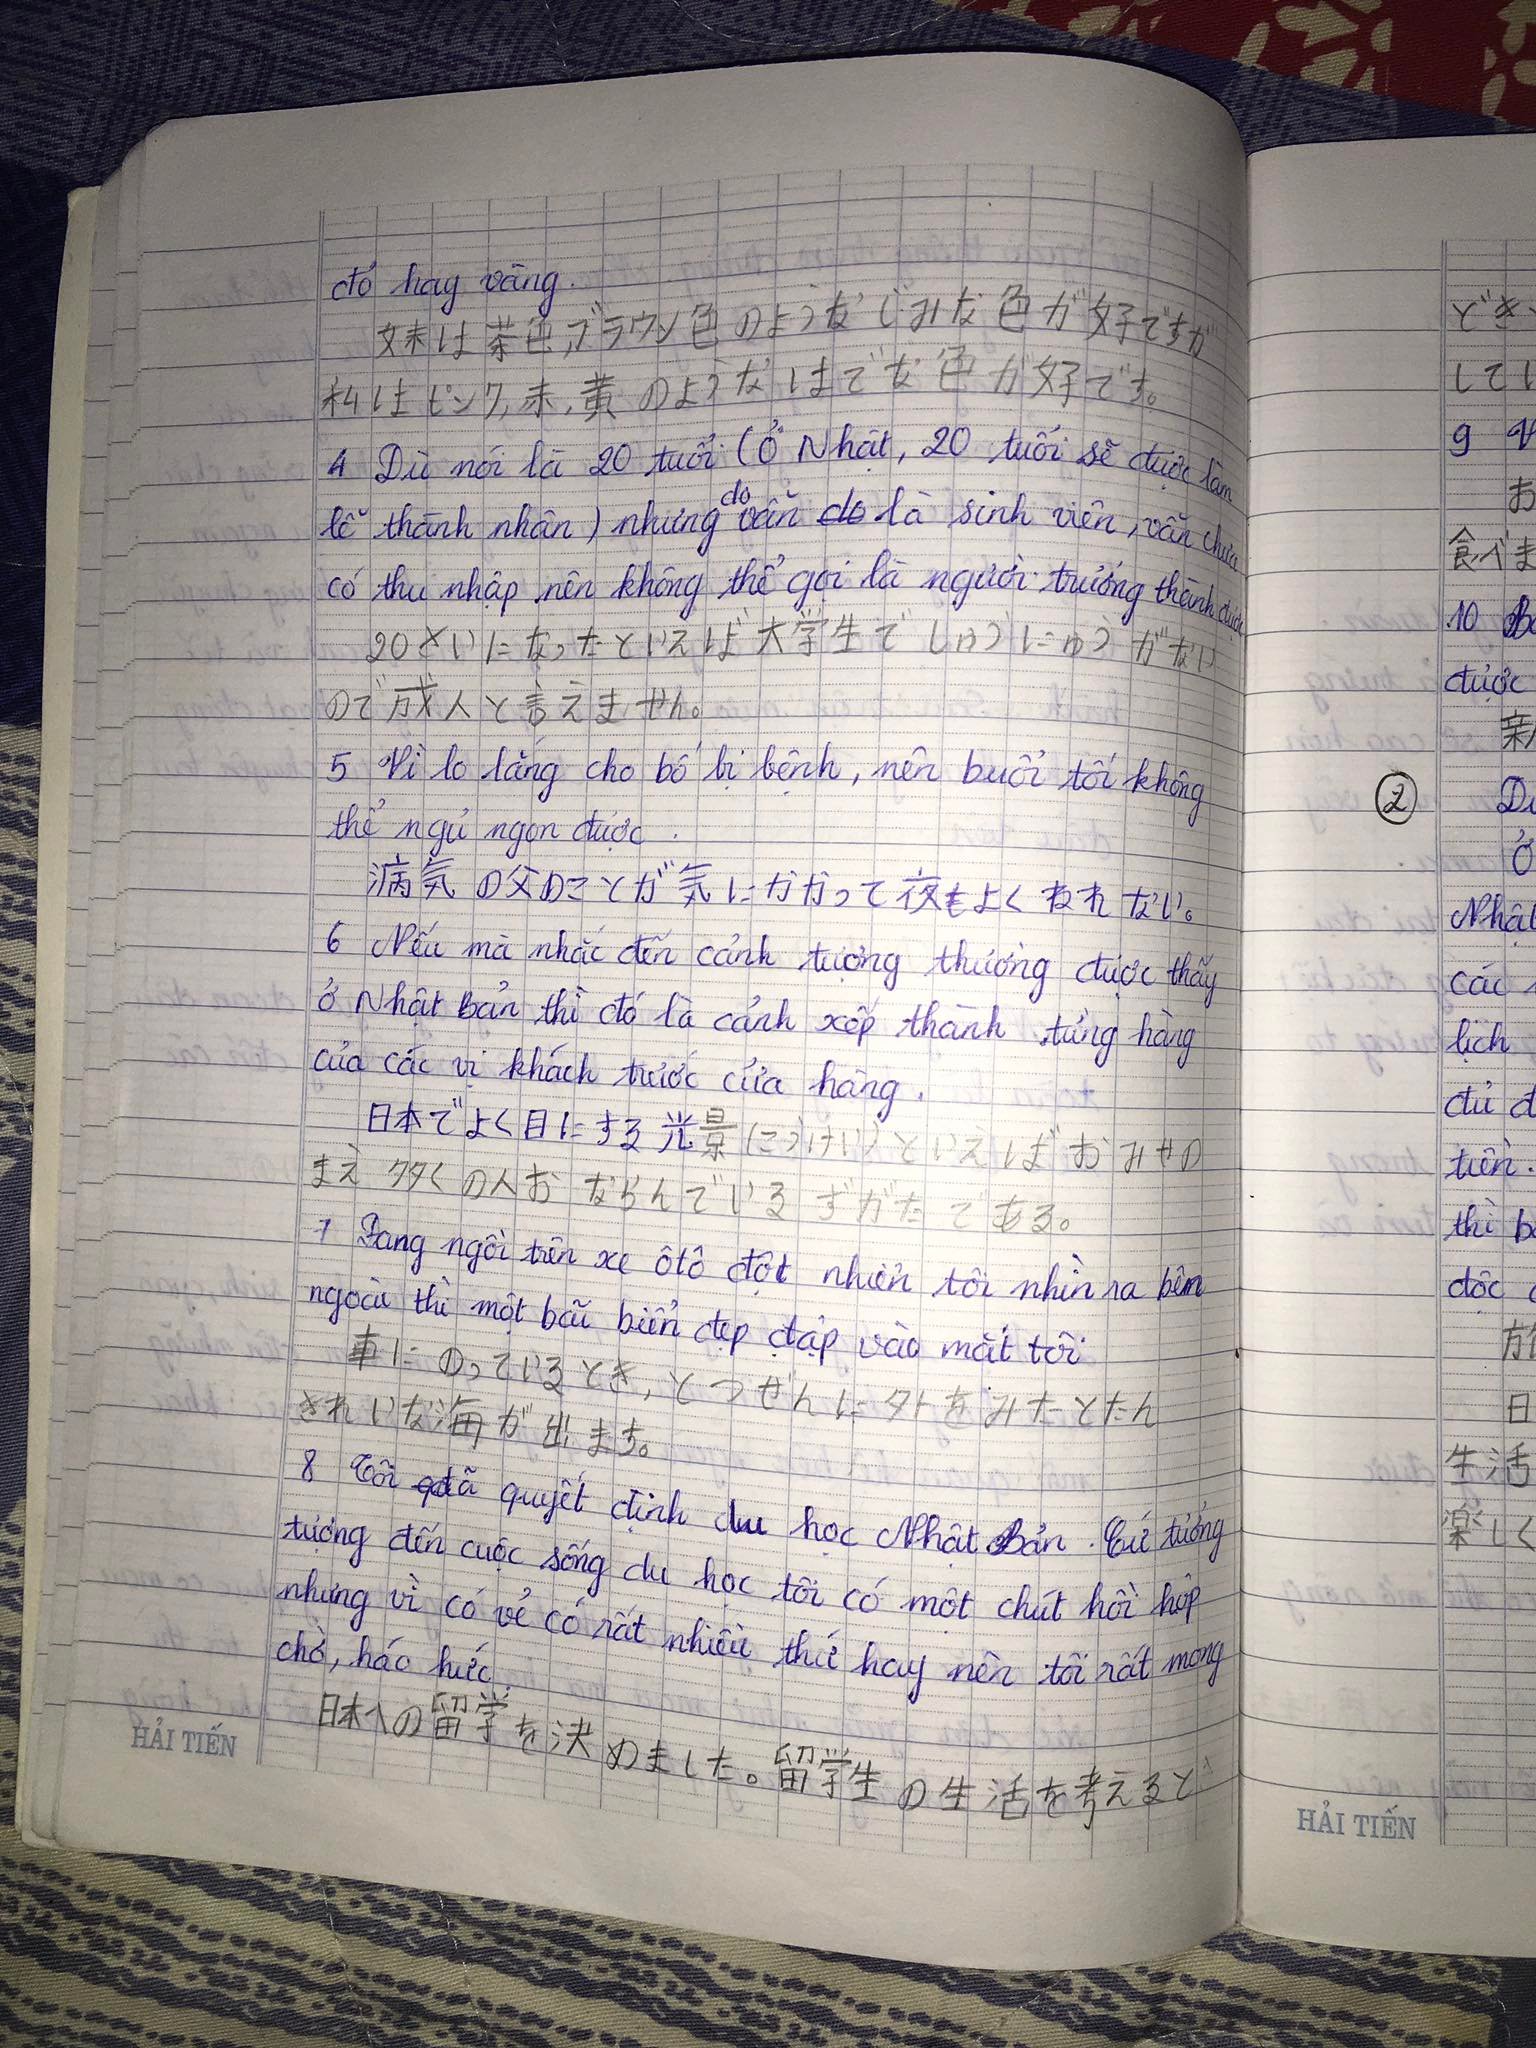 đỏ hay vàng.
妹は茶色,ブラウン色のようなじみな色が好ですが
私はピンク,赤,黄のようなはでな色が好です。
4 Dù nói là 20 tuổi (Ở Nhật, 20 tuổi sẽ được làm
lễ thành nhân) nhưng do vẫn là sinh viên, vẫn chưa
có thu nhập nên không thể gọi là người trưởng thành được
20さいになったといえば大学生でしゅうにゅうがない
ので成人と言えません。
5 Vì lo lắng cho bố bị bệnh, nên buổi tối không
thể ngủ ngon được.
病気の父のことが気にかかって夜もよくねれない。
6 Nếu mà nhắc đến cảnh tượng thường được thấy
ở Nhật Bản thì đó là cảnh xếp thành từng hàng
của các vị khách trước cửa hàng.
日本でよく目にする光景(こうけい)といえばおみせの
まえ多くの人おならんでいるずがたである。
7 Đang ngồi trên xe ôtô đột nhiên tôi nhìn ra bên
ngoài thì một bãi biển đẹp đập vào mắt tôi
車にのっているとき,とつぜんに外をみたとたん
きれいな海が出ます。
8 Tôi đã quyết định du học Nhật Bản. Cứ tưởng
tượng đến cuộc sống du học tôi có một chút hồi hộp
nhưng vì có vẻ có rất nhiều thứ hay nên tôi rất mong
chờ, háo hức.
日本への留学を決めました。留学生の生活を考えると
HẢI TIẾN
どき
してし
9 V
お
食べま
10
được
新
② Dù
Ở
Nhật
các
lịch
đủ đ
tiền.
thì b
độc
旅
日
生活
楽しく
HẢI TIẾN